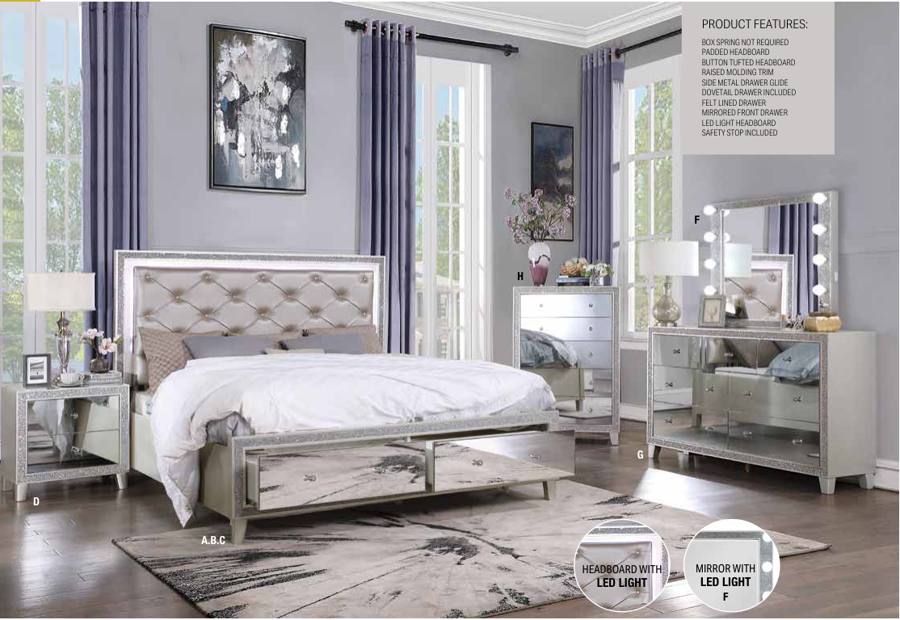 PRODUCT FEATURES:
BOX SPRING NOT REQUIRED
PADDED HEADBOARD
BUTTON TUFTED HEADBOARD
RAISED MOLDING TRIM
SIDE METAL DRAWER GLIDE
DOVETAIL DRAWER INCLUDED
FELT LINED DRAWER
MIRRORED FRONT DRAWER
LED LIGHT HEADBOARD
SAFETY STOP INCLUDED
F
H
G
D
A.B.C
HEADBOARD WITH
LED LIGHT
MIRROR WITH
LED LIGHT
F